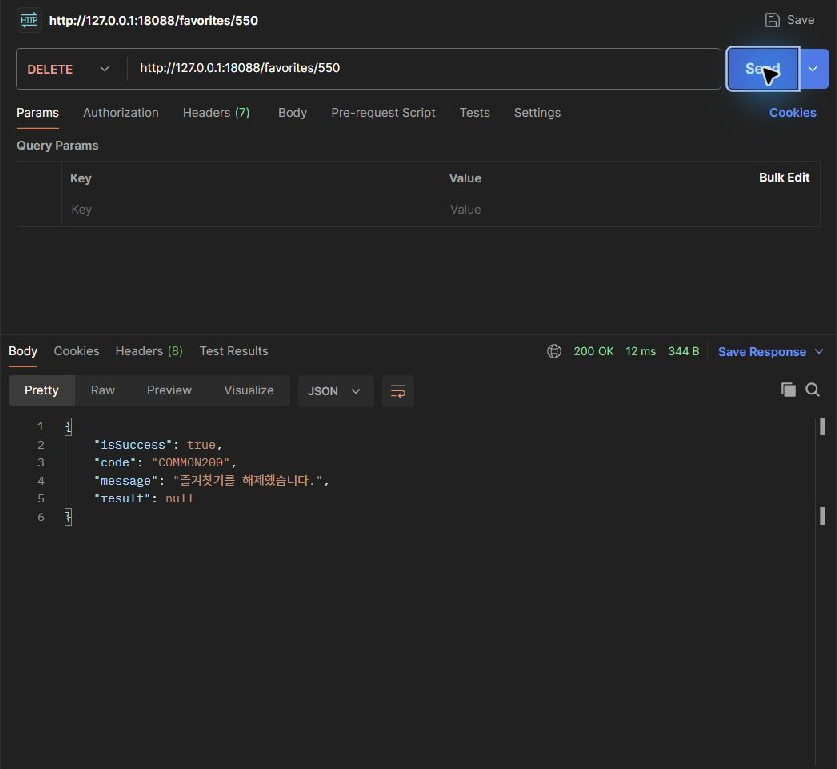 HTTP http://127.0.0.1:18088/favorites/550 Save
DELETE http://127.0.0.1:18088/favorites/550 Send
Params Authorization Headers (7) Body Pre-request Script Tests Settings Cookies
Query Params
Key Value Bulk Edit
Key Value
Body Cookies Headers (8) Test Results 200 OK 12 ms 344 B Save Response
Pretty Raw Preview Visualize JSON
1 {
2 "isSuccess": true,
3 "code": "COMMON200",
4 "message": "즐겨찾기를 해제했습니다.",
5 "result": null
6 }